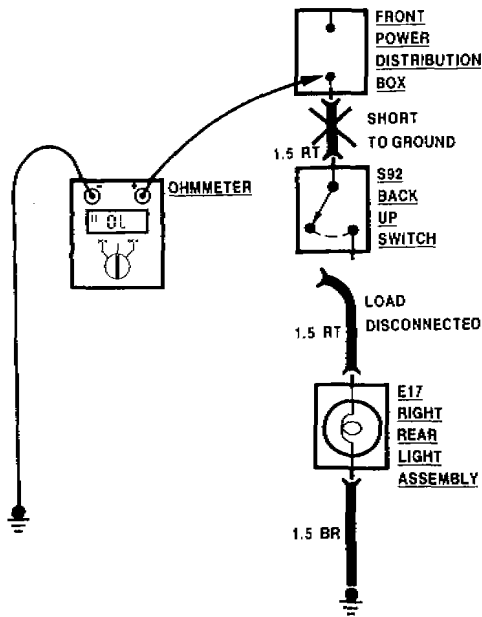 FRONT
POWER
DISTRIBUTION
BOX
SHORT
TO GROUND
1.5 RT
S92
BACK
UP
SWITCH
OHMMETER
- +
" OL
LOAD
DISCONNECTED
1.5 RT
E17
RIGHT
REAR
LIGHT
ASSEMBLY
1.5 BR